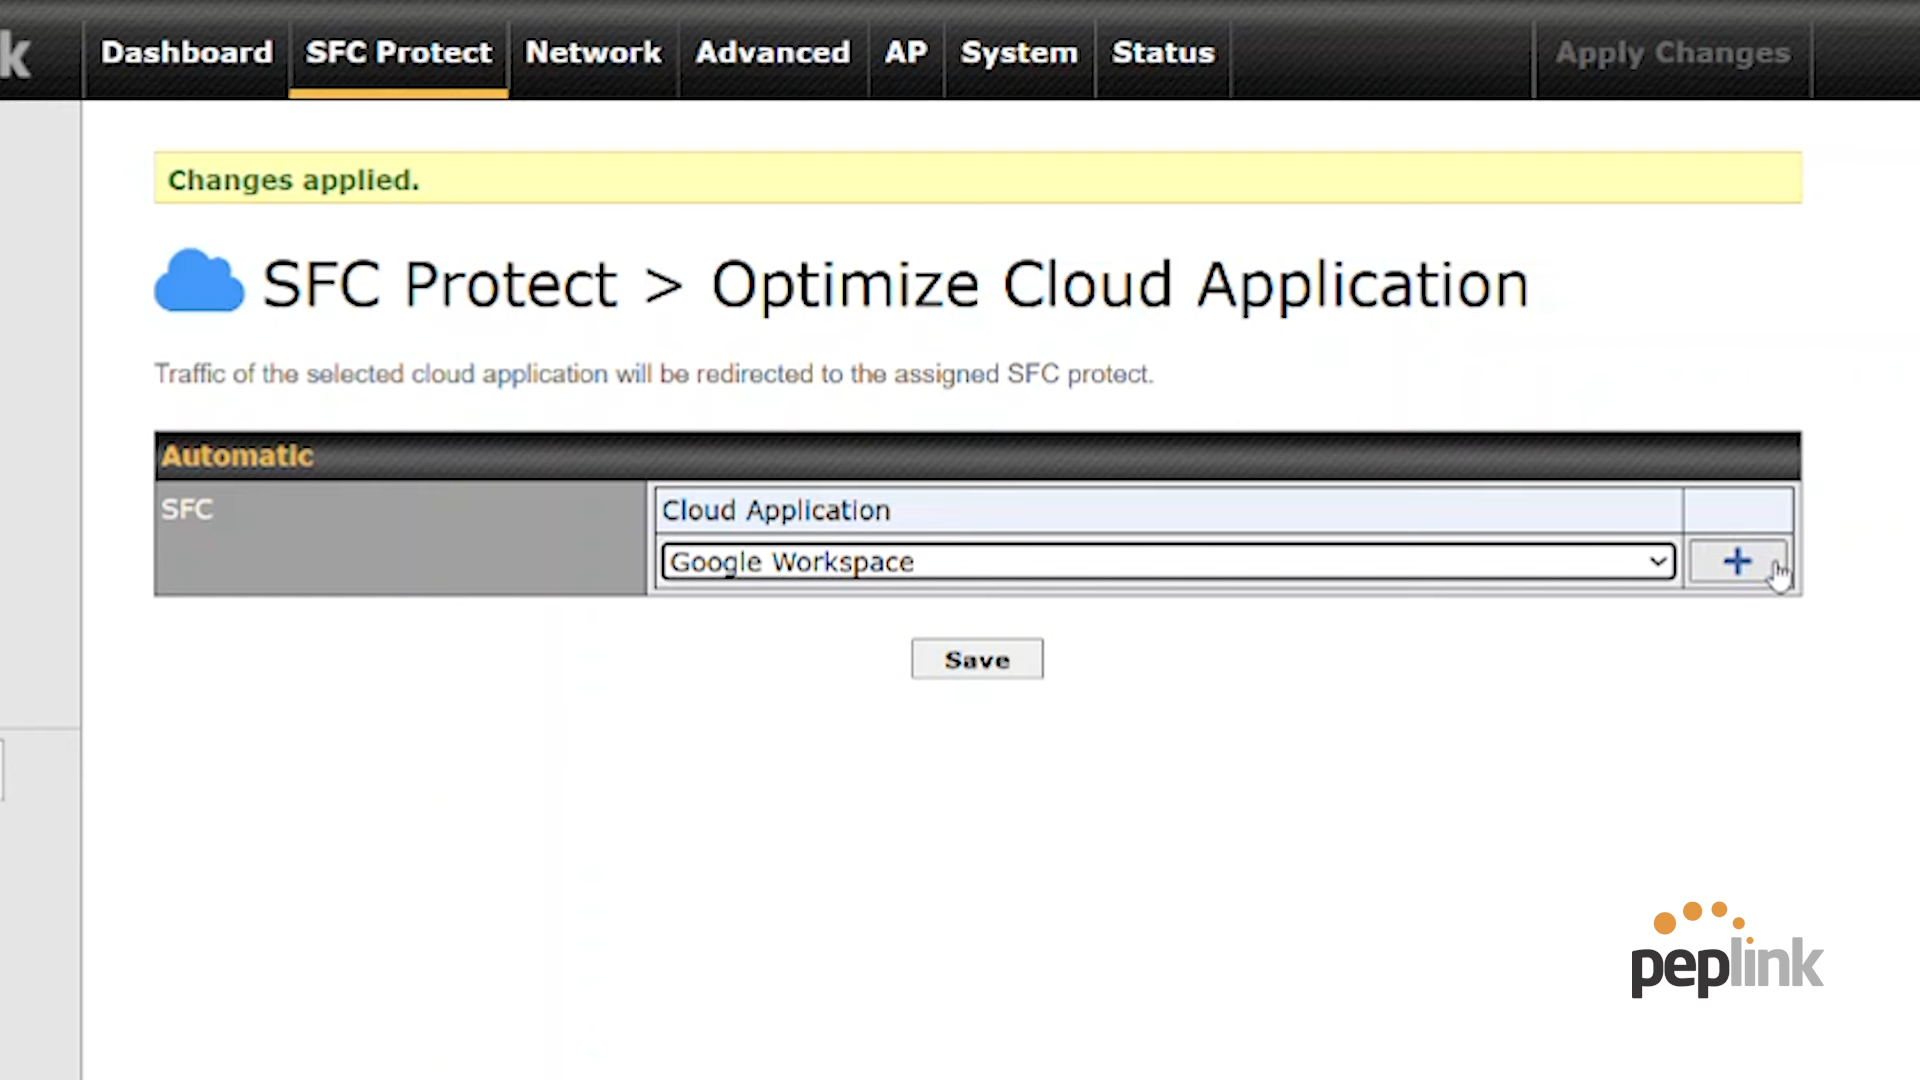 k
Dashboard
SFC Protect
Network
Advanced
AP
System
Status
Apply Changes
Changes applied.
SFC Protect > Optimize Cloud Application
Traffic of the selected cloud application will be redirected to the assigned SFC protect.
Automatic
SFC
Cloud Application
Google Workspace
+
Save
peplink